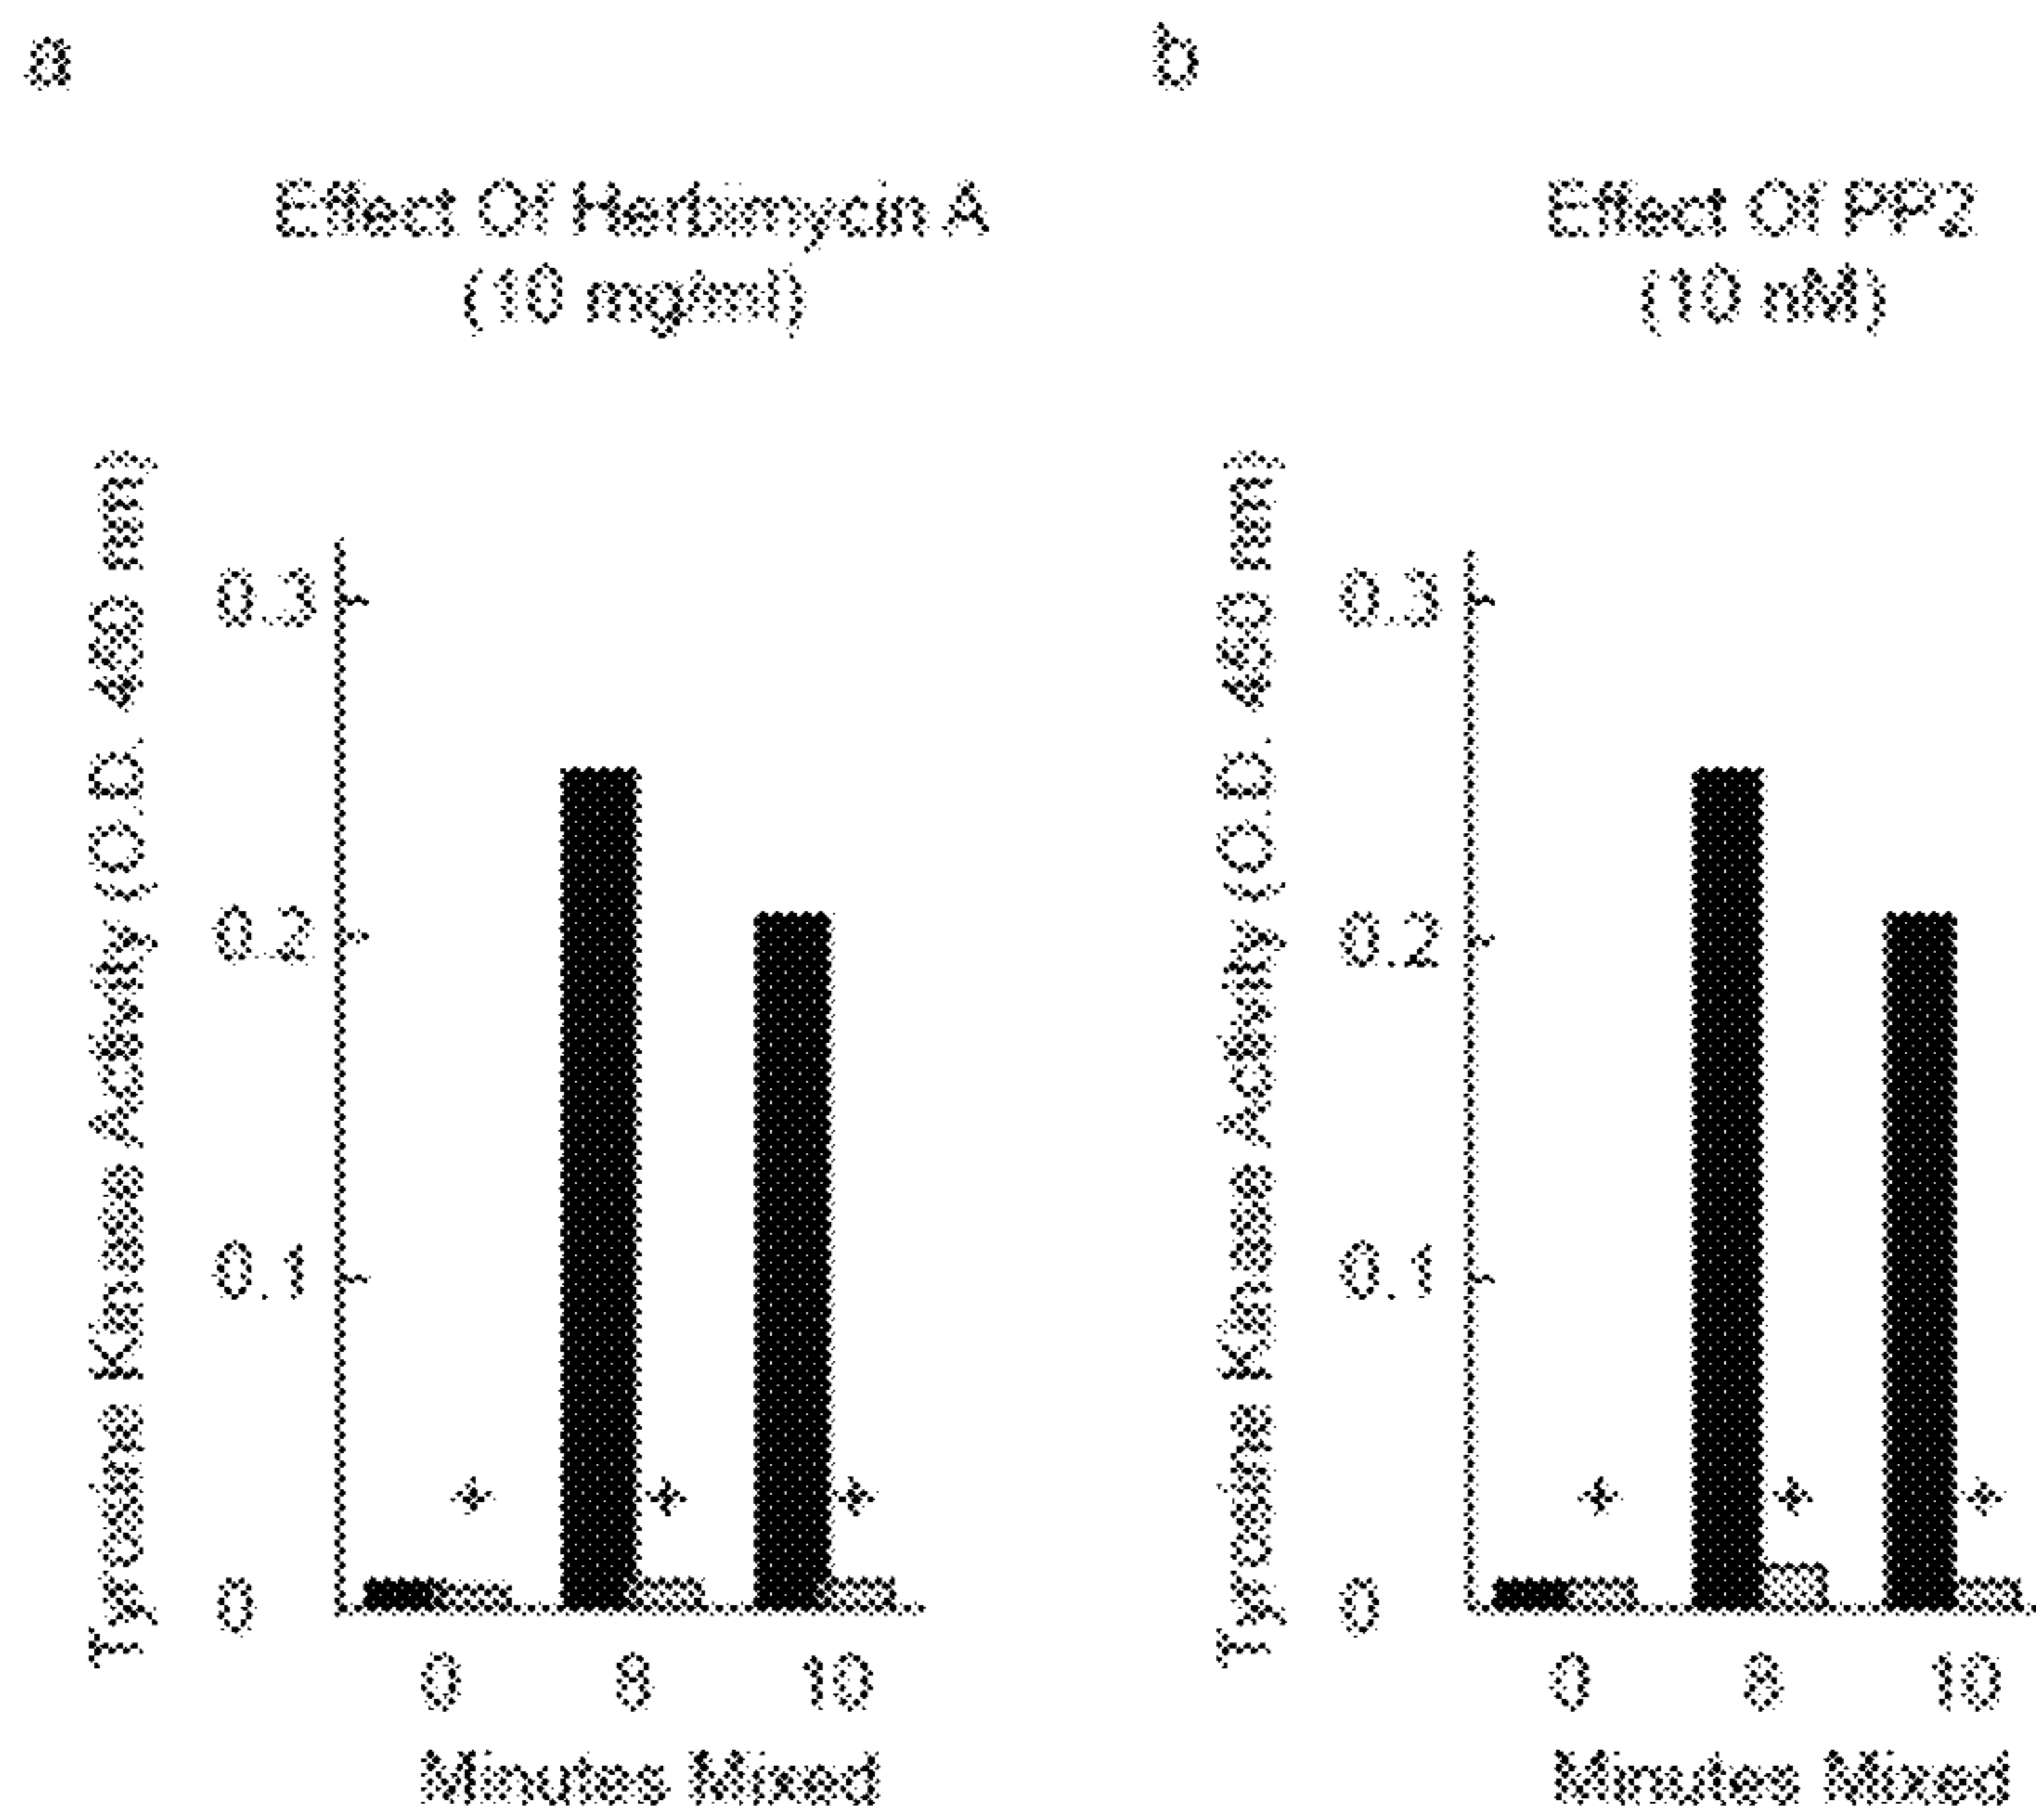 a
Effect Of Herbimycin A
(10 mg/ml)
Tyrosine Kinase Activity (O.D. 450 nm)
0.3
0.2
0.1
0
+ + +
0 8 10
Minutes Mixed
b
Effect Of PP2
(10 nM)
Tyrosine Kinase Activity (O.D. 450 nm)
0.3
0.2
0.1
0
+ + +
0 8 10
Minutes Mixed